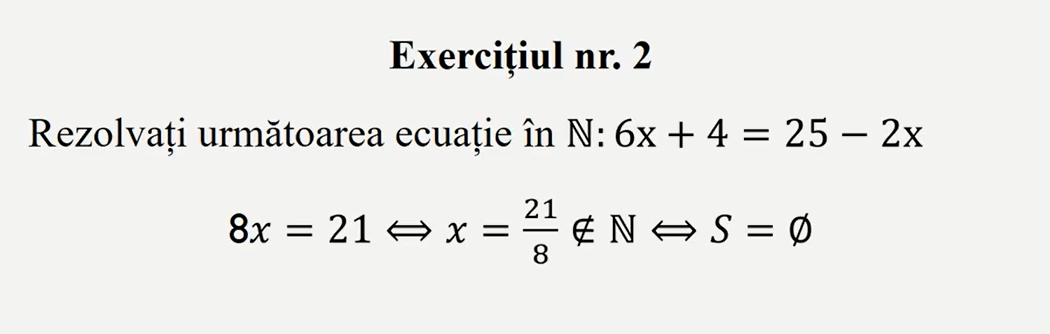 Exercițiul nr. 2
Rezolvați următoarea ecuație în ℕ: 6x + 4 = 25 − 2x
8x = 21 ⟺ x = 21/8 ∉ ℕ ⟺ S = ∅